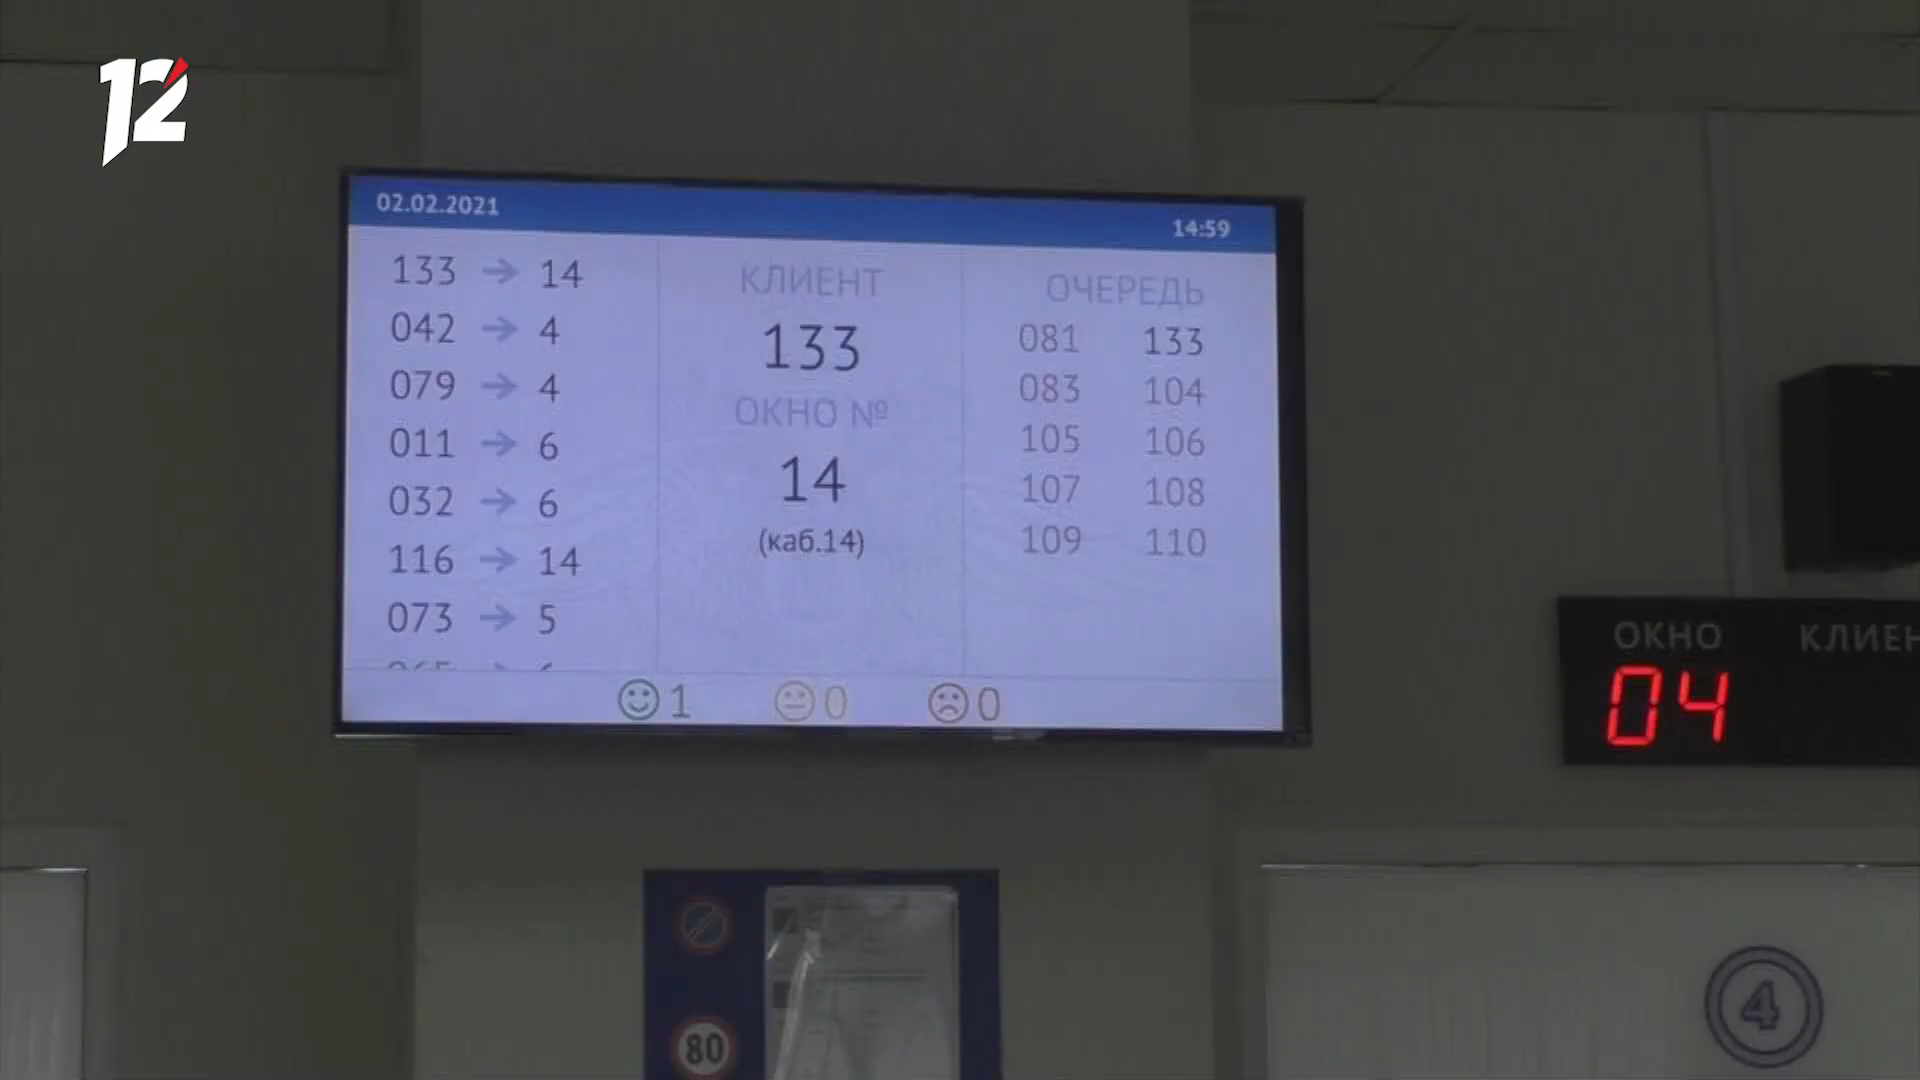 12
02.02.2021
14:59
133 → 14
042 → 4
079 → 4
011 → 6
032 → 6
116 → 14
073 → 5
КЛИЕНТ
133
ОКНО №
14
(каб.14)
ОЧЕРЕДЬ
081 133
083 104
105 106
107 108
109 110
1 0 0
ОКНО КЛИЕН
04
80
4